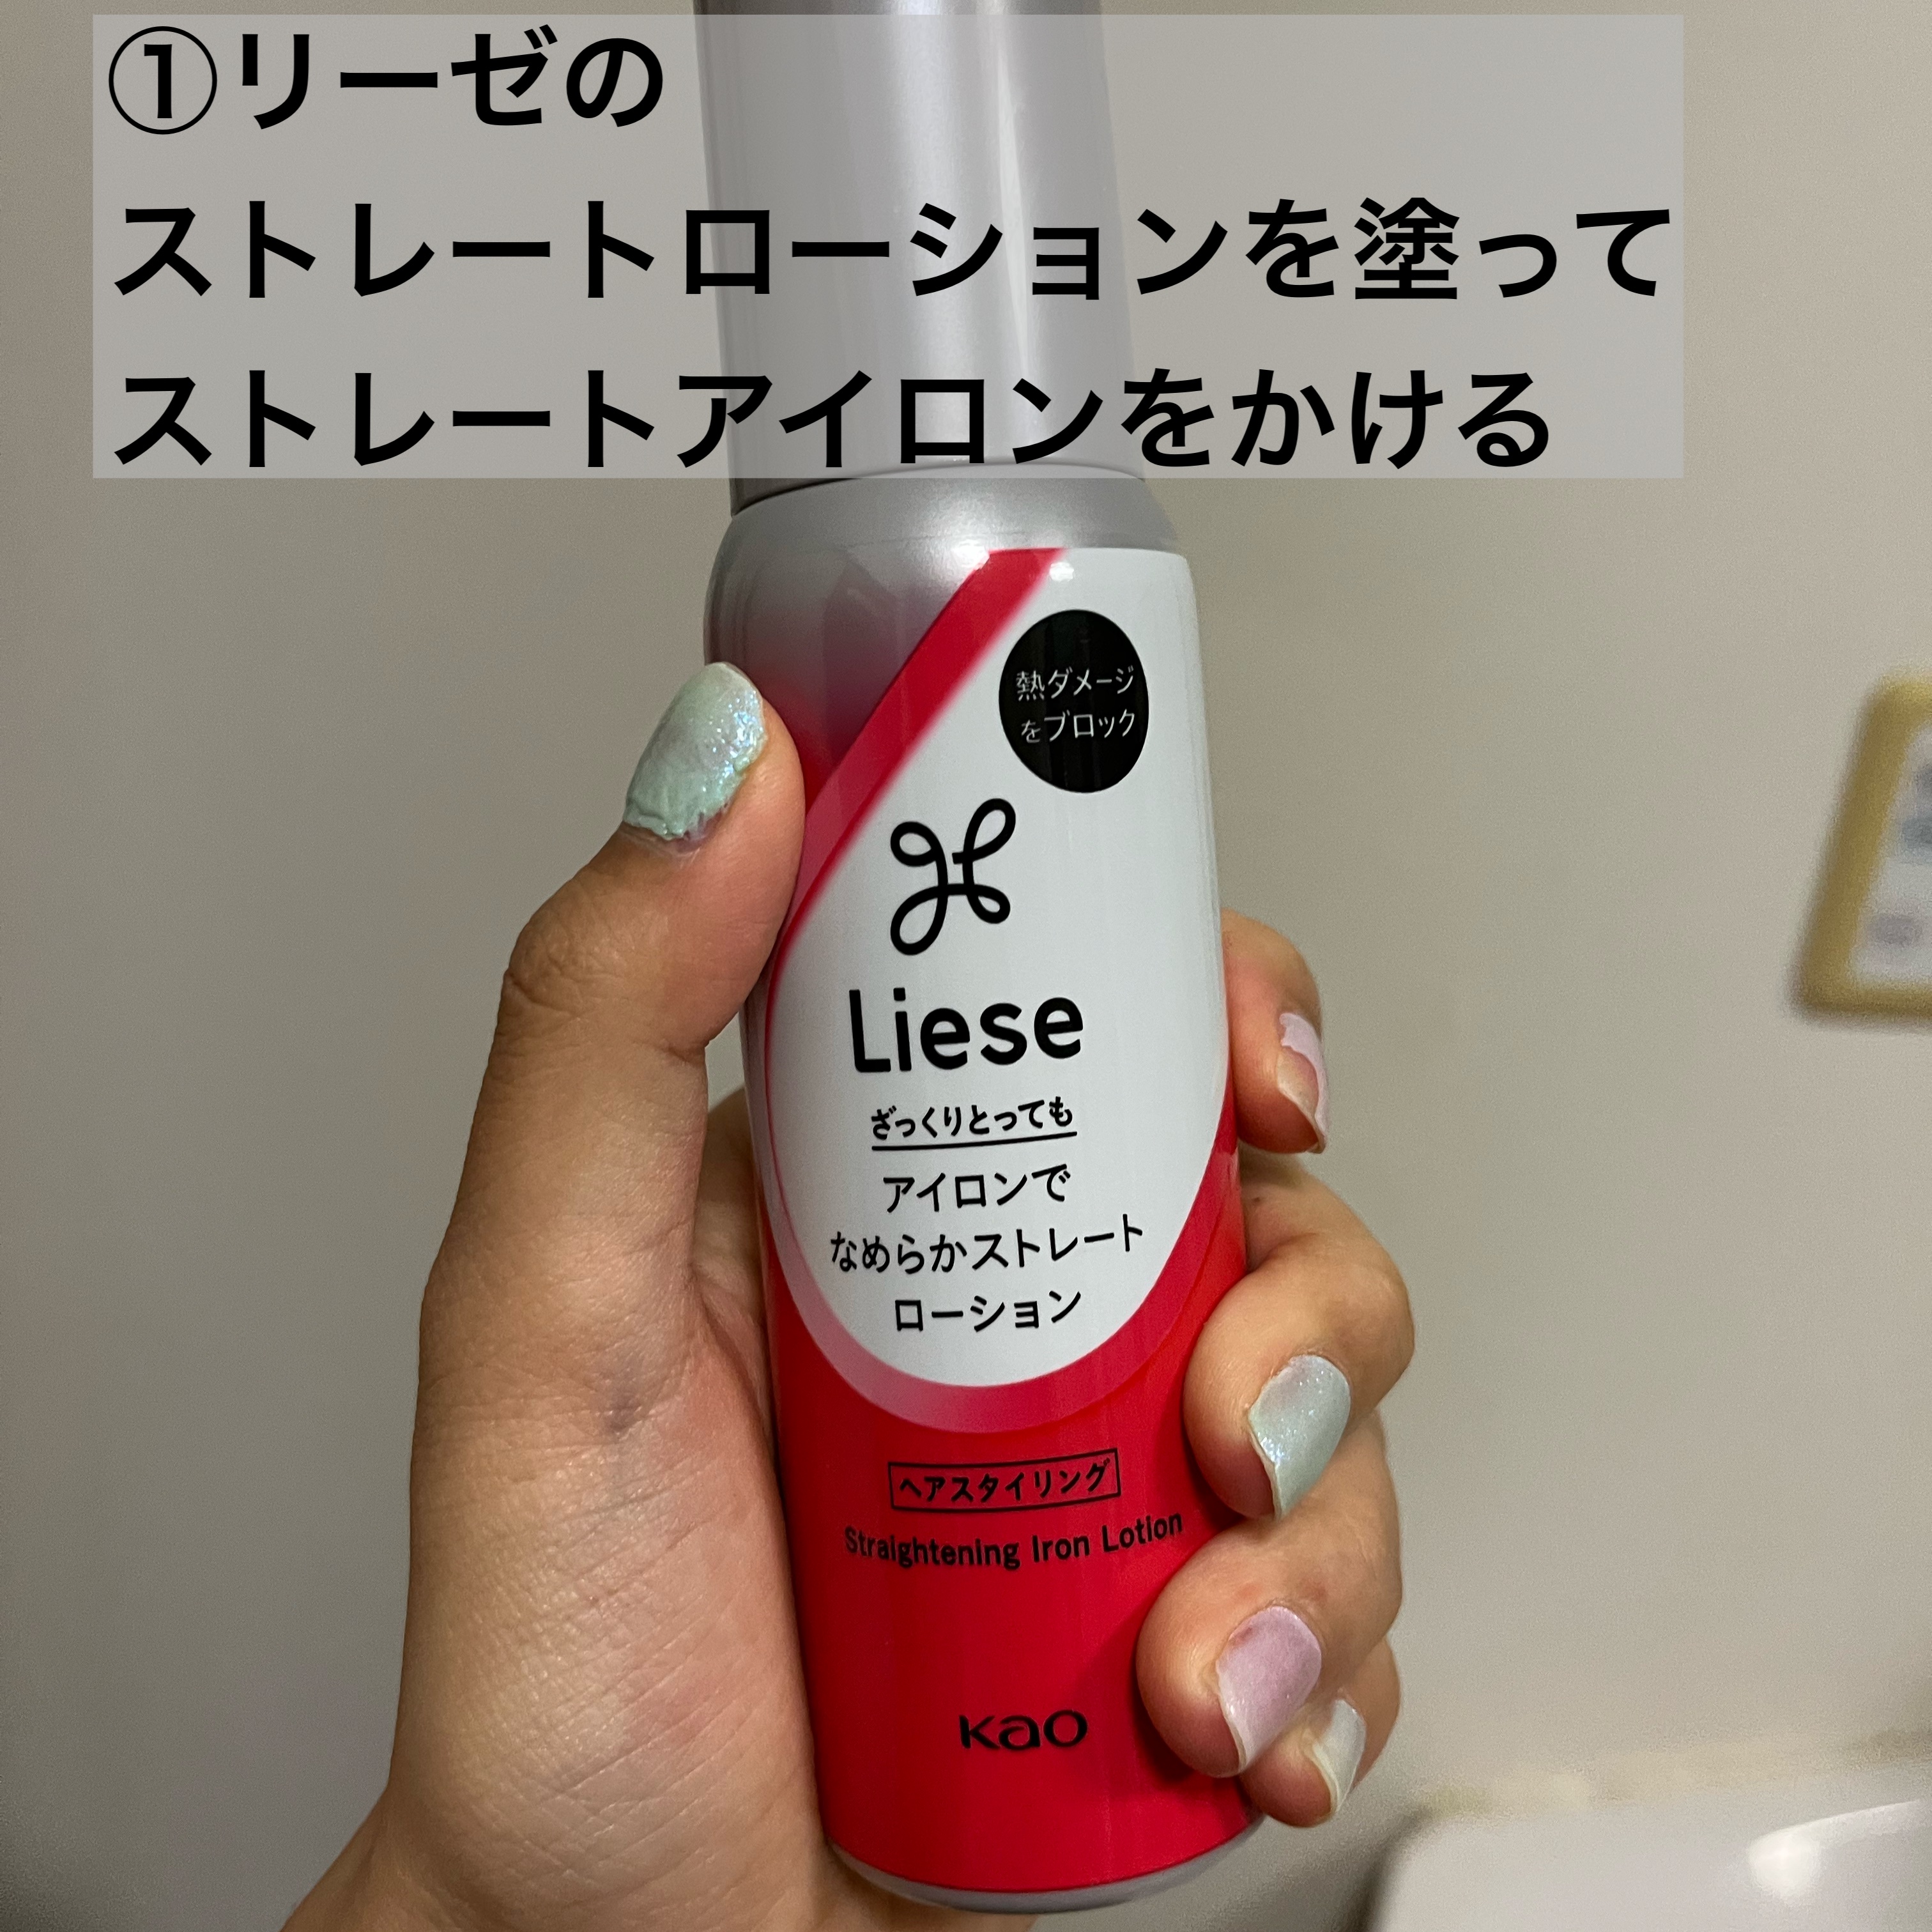 ①リーゼの
ストレートローションを塗って
ストレートアイロンをかける
熱ダメージ
をブロック
Liese
ざっくりとっても
アイロンで
なめらかストレート
ローション
ヘアスタイリング
Straightening Iron Lotion
Kao